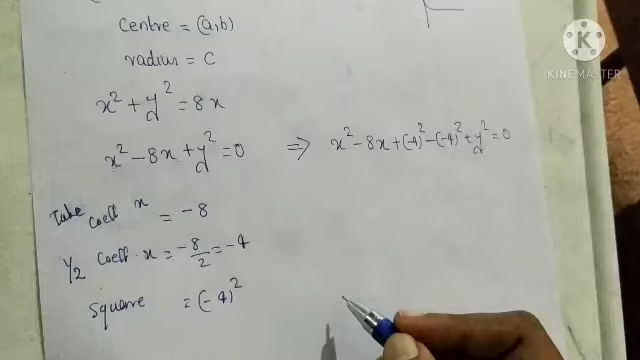 centre = (a,b)
radius = c
x² + y² = 8x
x² - 8x + y² = 0 ⇒ x² - 8x + (-4)² - (-4)² + y² = 0
Take coeff x = -8
1/2 coeff x = -8/2 = -4
square = (-4)²
K
KINEMASTER